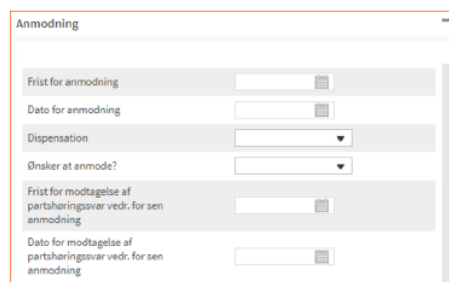 Anmodning
Frist for anmodning
Dato for anmodning
Dispensation
Ønsker at anmode?
Frist for modtagelse af
partshøringssvar vedr. for sen
anmodning
Dato for modtagelse af
partshøringssvar vedr. for sen
anmodning